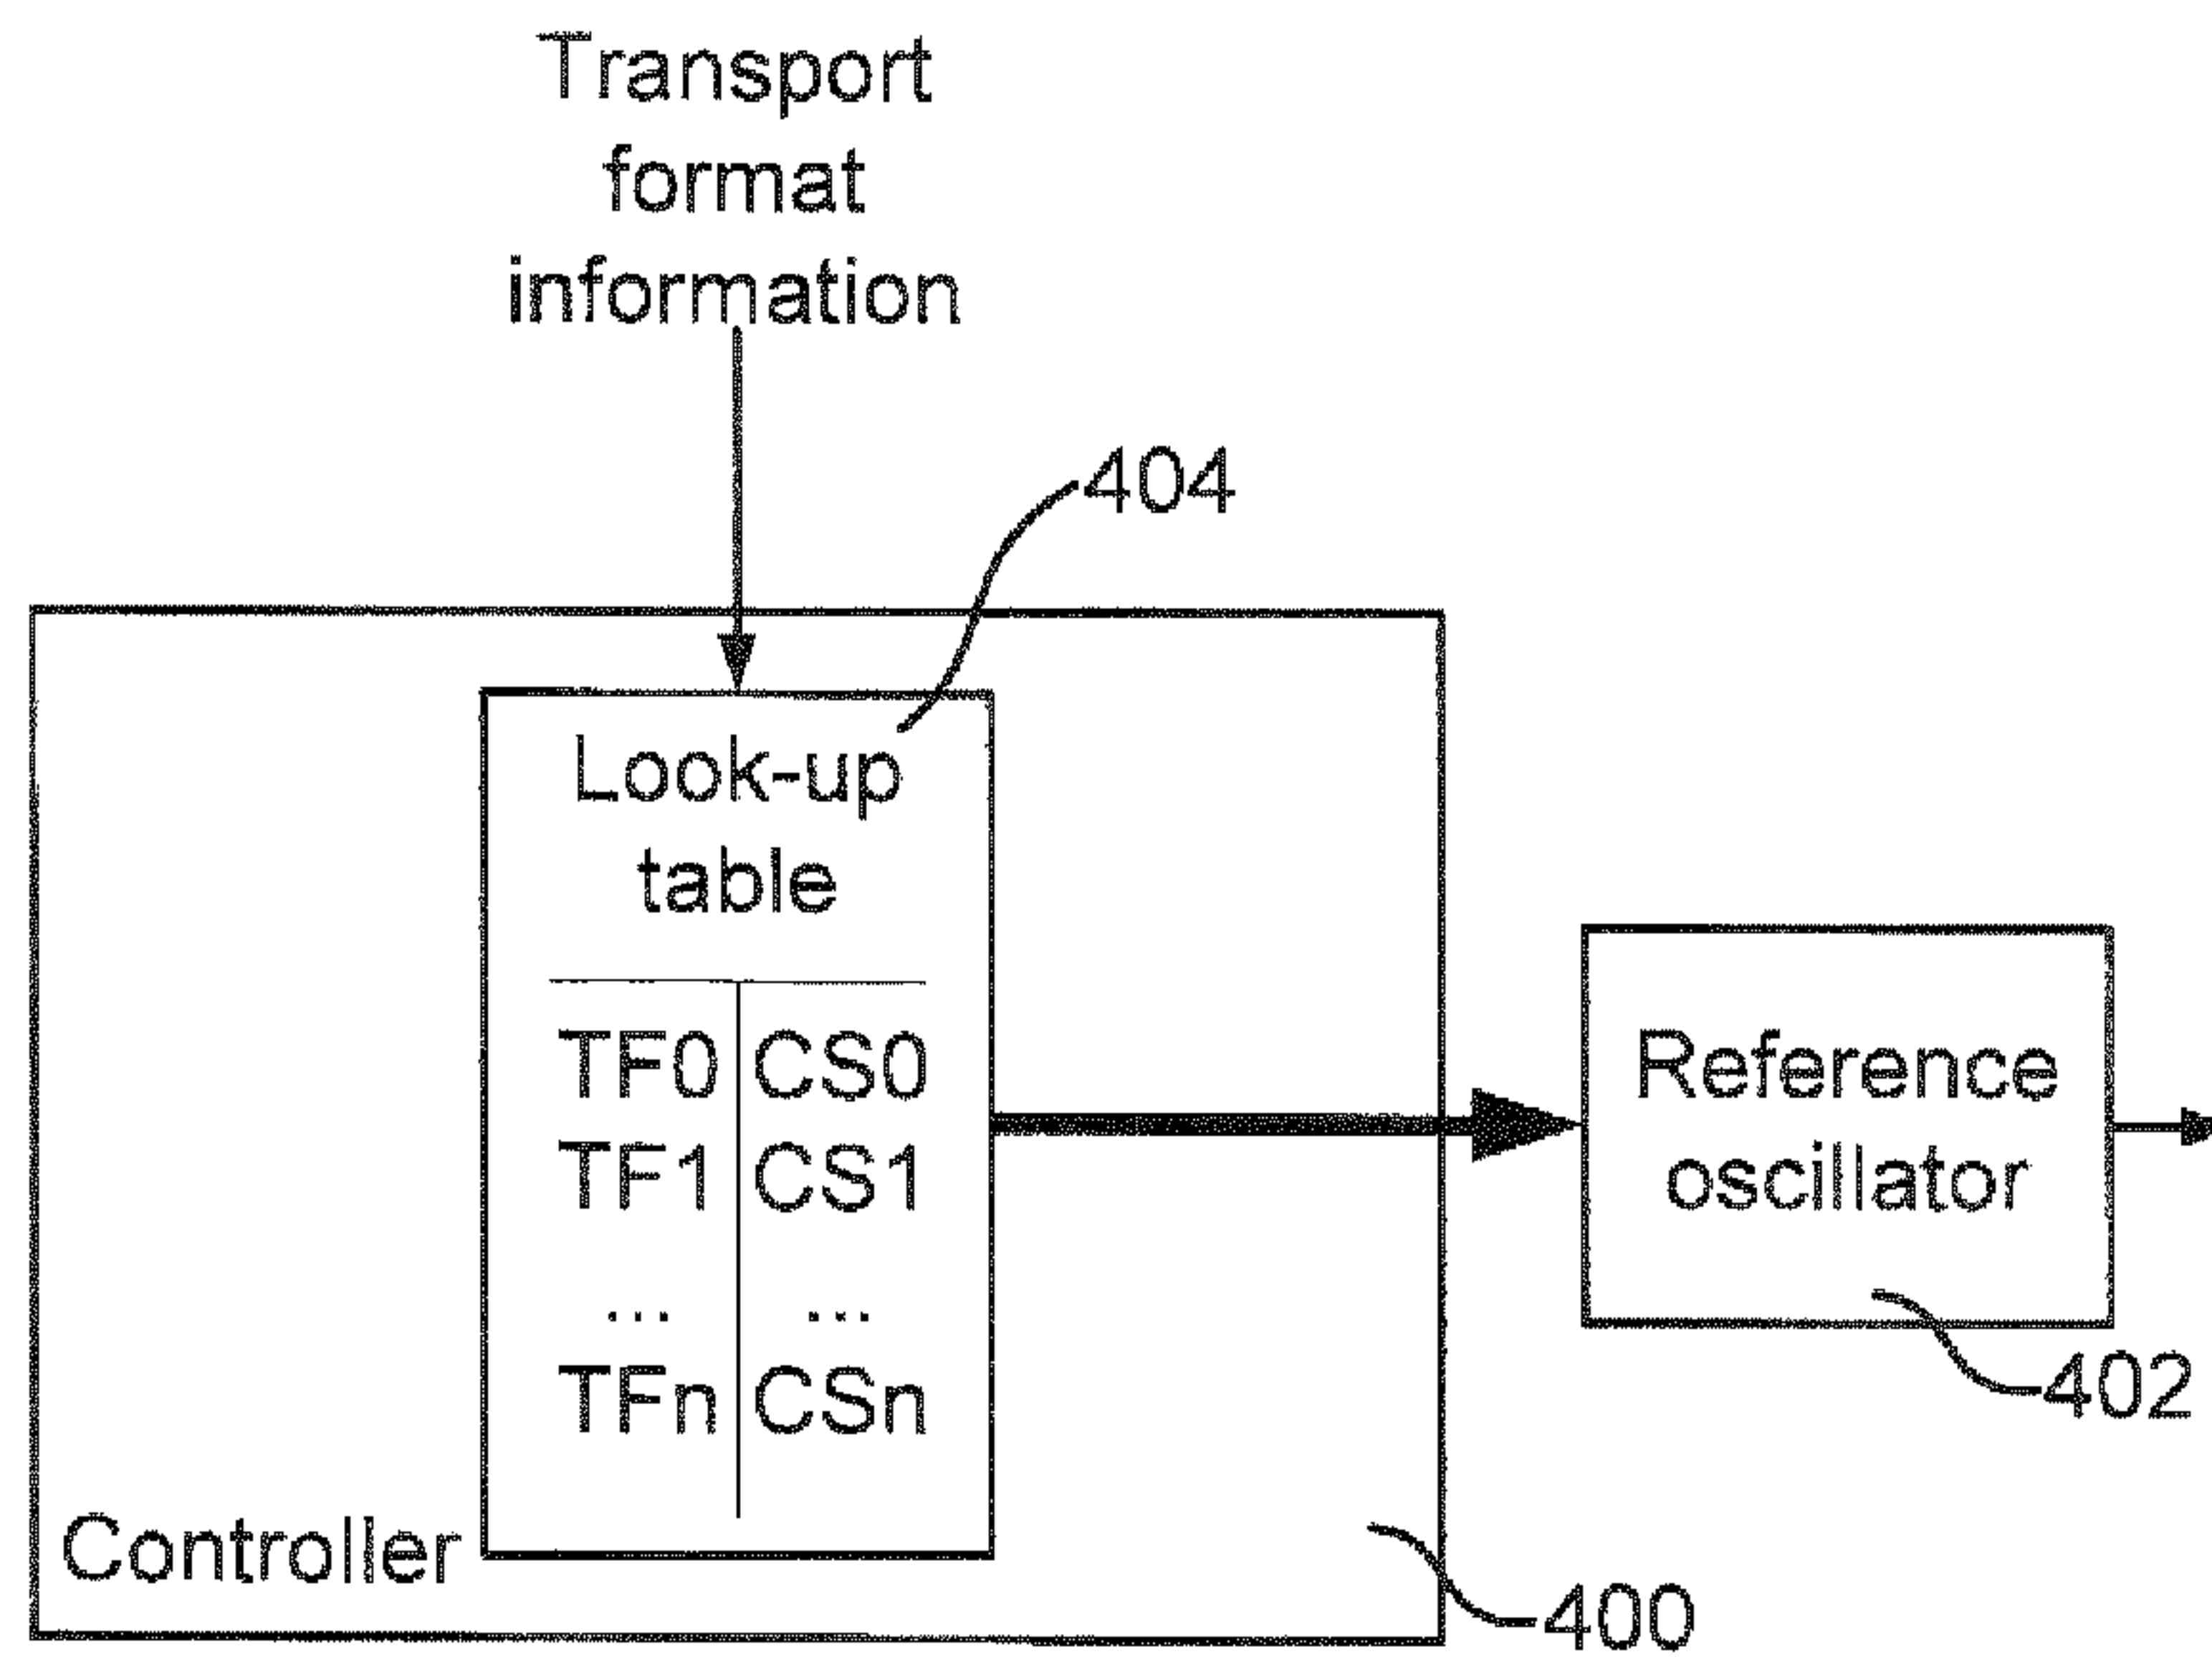 Transport
format
information
404
Look-up
table
TF0 CS0
TF1 CS1
... ...
TFn CSn
Reference
oscillator
402
Controller
400